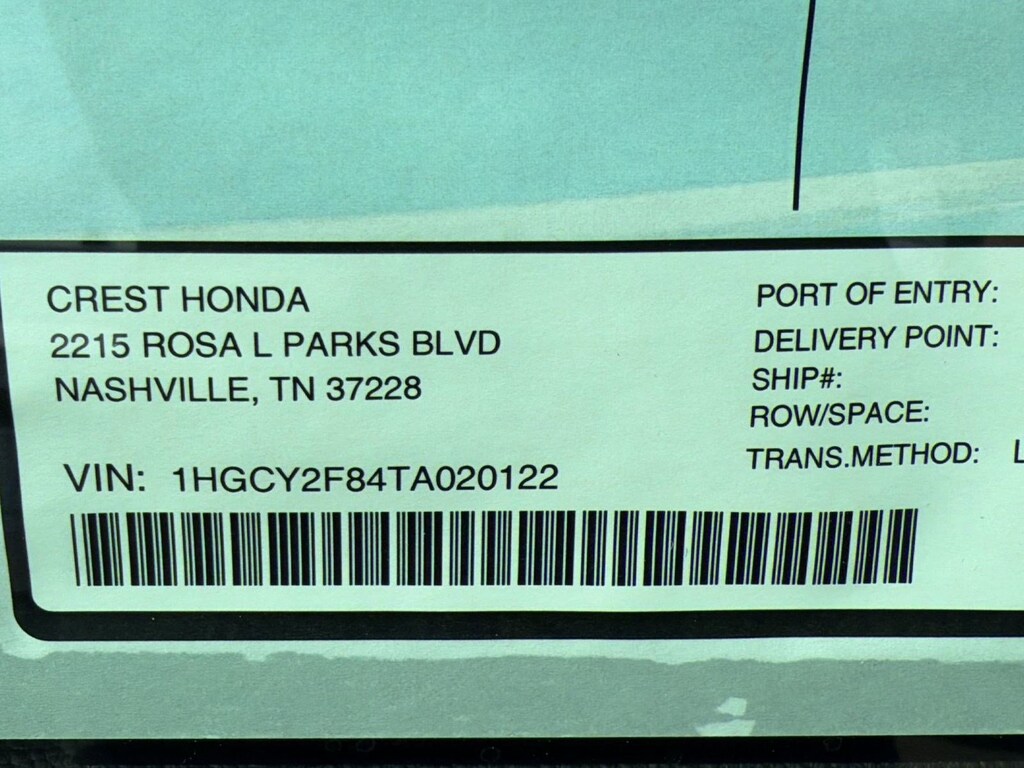 CREST HONDA
2215 ROSA L PARKS BLVD
NASHVILLE, TN 37228
VIN: 1HGCY2F84TA020122
PORT OF ENTRY:
DELIVERY POINT:
SHIP#:
ROW/SPACE:
TRANS.METHOD: